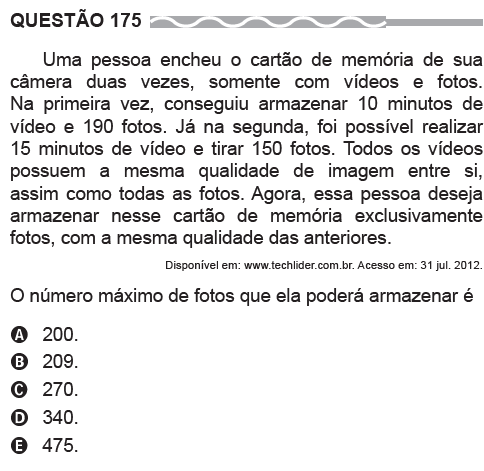 QUESTÃO 175
Uma pessoa encheu o cartão de memória de sua
câmera duas vezes, somente com vídeos e fotos.
Na primeira vez, conseguiu armazenar 10 minutos de
vídeo e 190 fotos. Já na segunda, foi possível realizar
15 minutos de vídeo e tirar 150 fotos. Todos os vídeos
possuem a mesma qualidade de imagem entre si,
assim como todas as fotos. Agora, essa pessoa deseja
armazenar nesse cartão de memória exclusivamente
fotos, com a mesma qualidade das anteriores.
Disponível em: www.techlider.com.br. Acesso em: 31 jul. 2012.
O número máximo de fotos que ela poderá armazenar é
A 200.
B 209.
C 270.
D 340.
E 475.